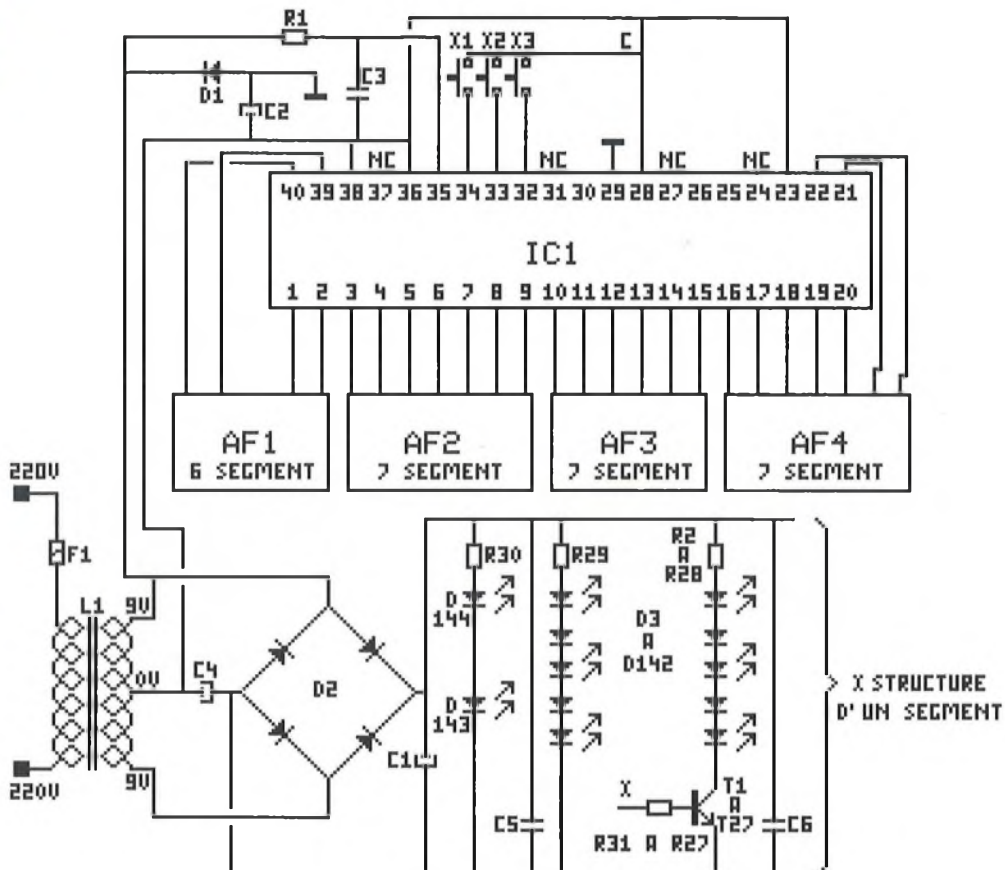 R1
X1 X2 X3 C
C3
D1
C2
NC NC NC NC
40 39 38 37 36 35 34 33 32 31 30 29 28 27 26 25 24 23 22 21
IC1
1 2 3 4 5 6 7 8 9 10 11 12 13 14 15 16 17 18 19 20
AF1
6 SEGMENT
AF2
7 SEGMENT
AF3
7 SEGMENT
AF4
7 SEGMENT
220V
F1
L1
9V
0V
9V
220V
C4
D2
C1
R30
D
144
D
143
R29
R2
A
R28
D3
A
D142
C5
X
R31 A R27
T1
A
T27
C6
X STRUCTURE
D'UN SEGMENT